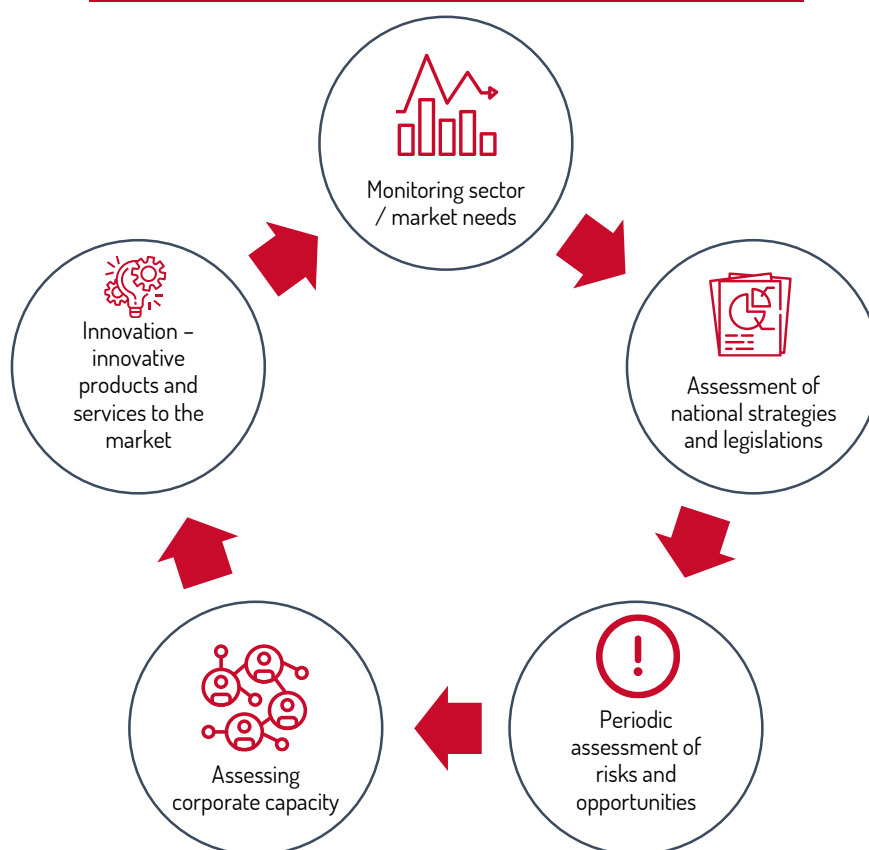 Monitoring sector
/ market needs
Assessment of
national strategies
and legislations
Periodic
assessment of
risks and
opportunities
Assessing
corporate capacity
Innovation –
innovative
products and
services to the
market